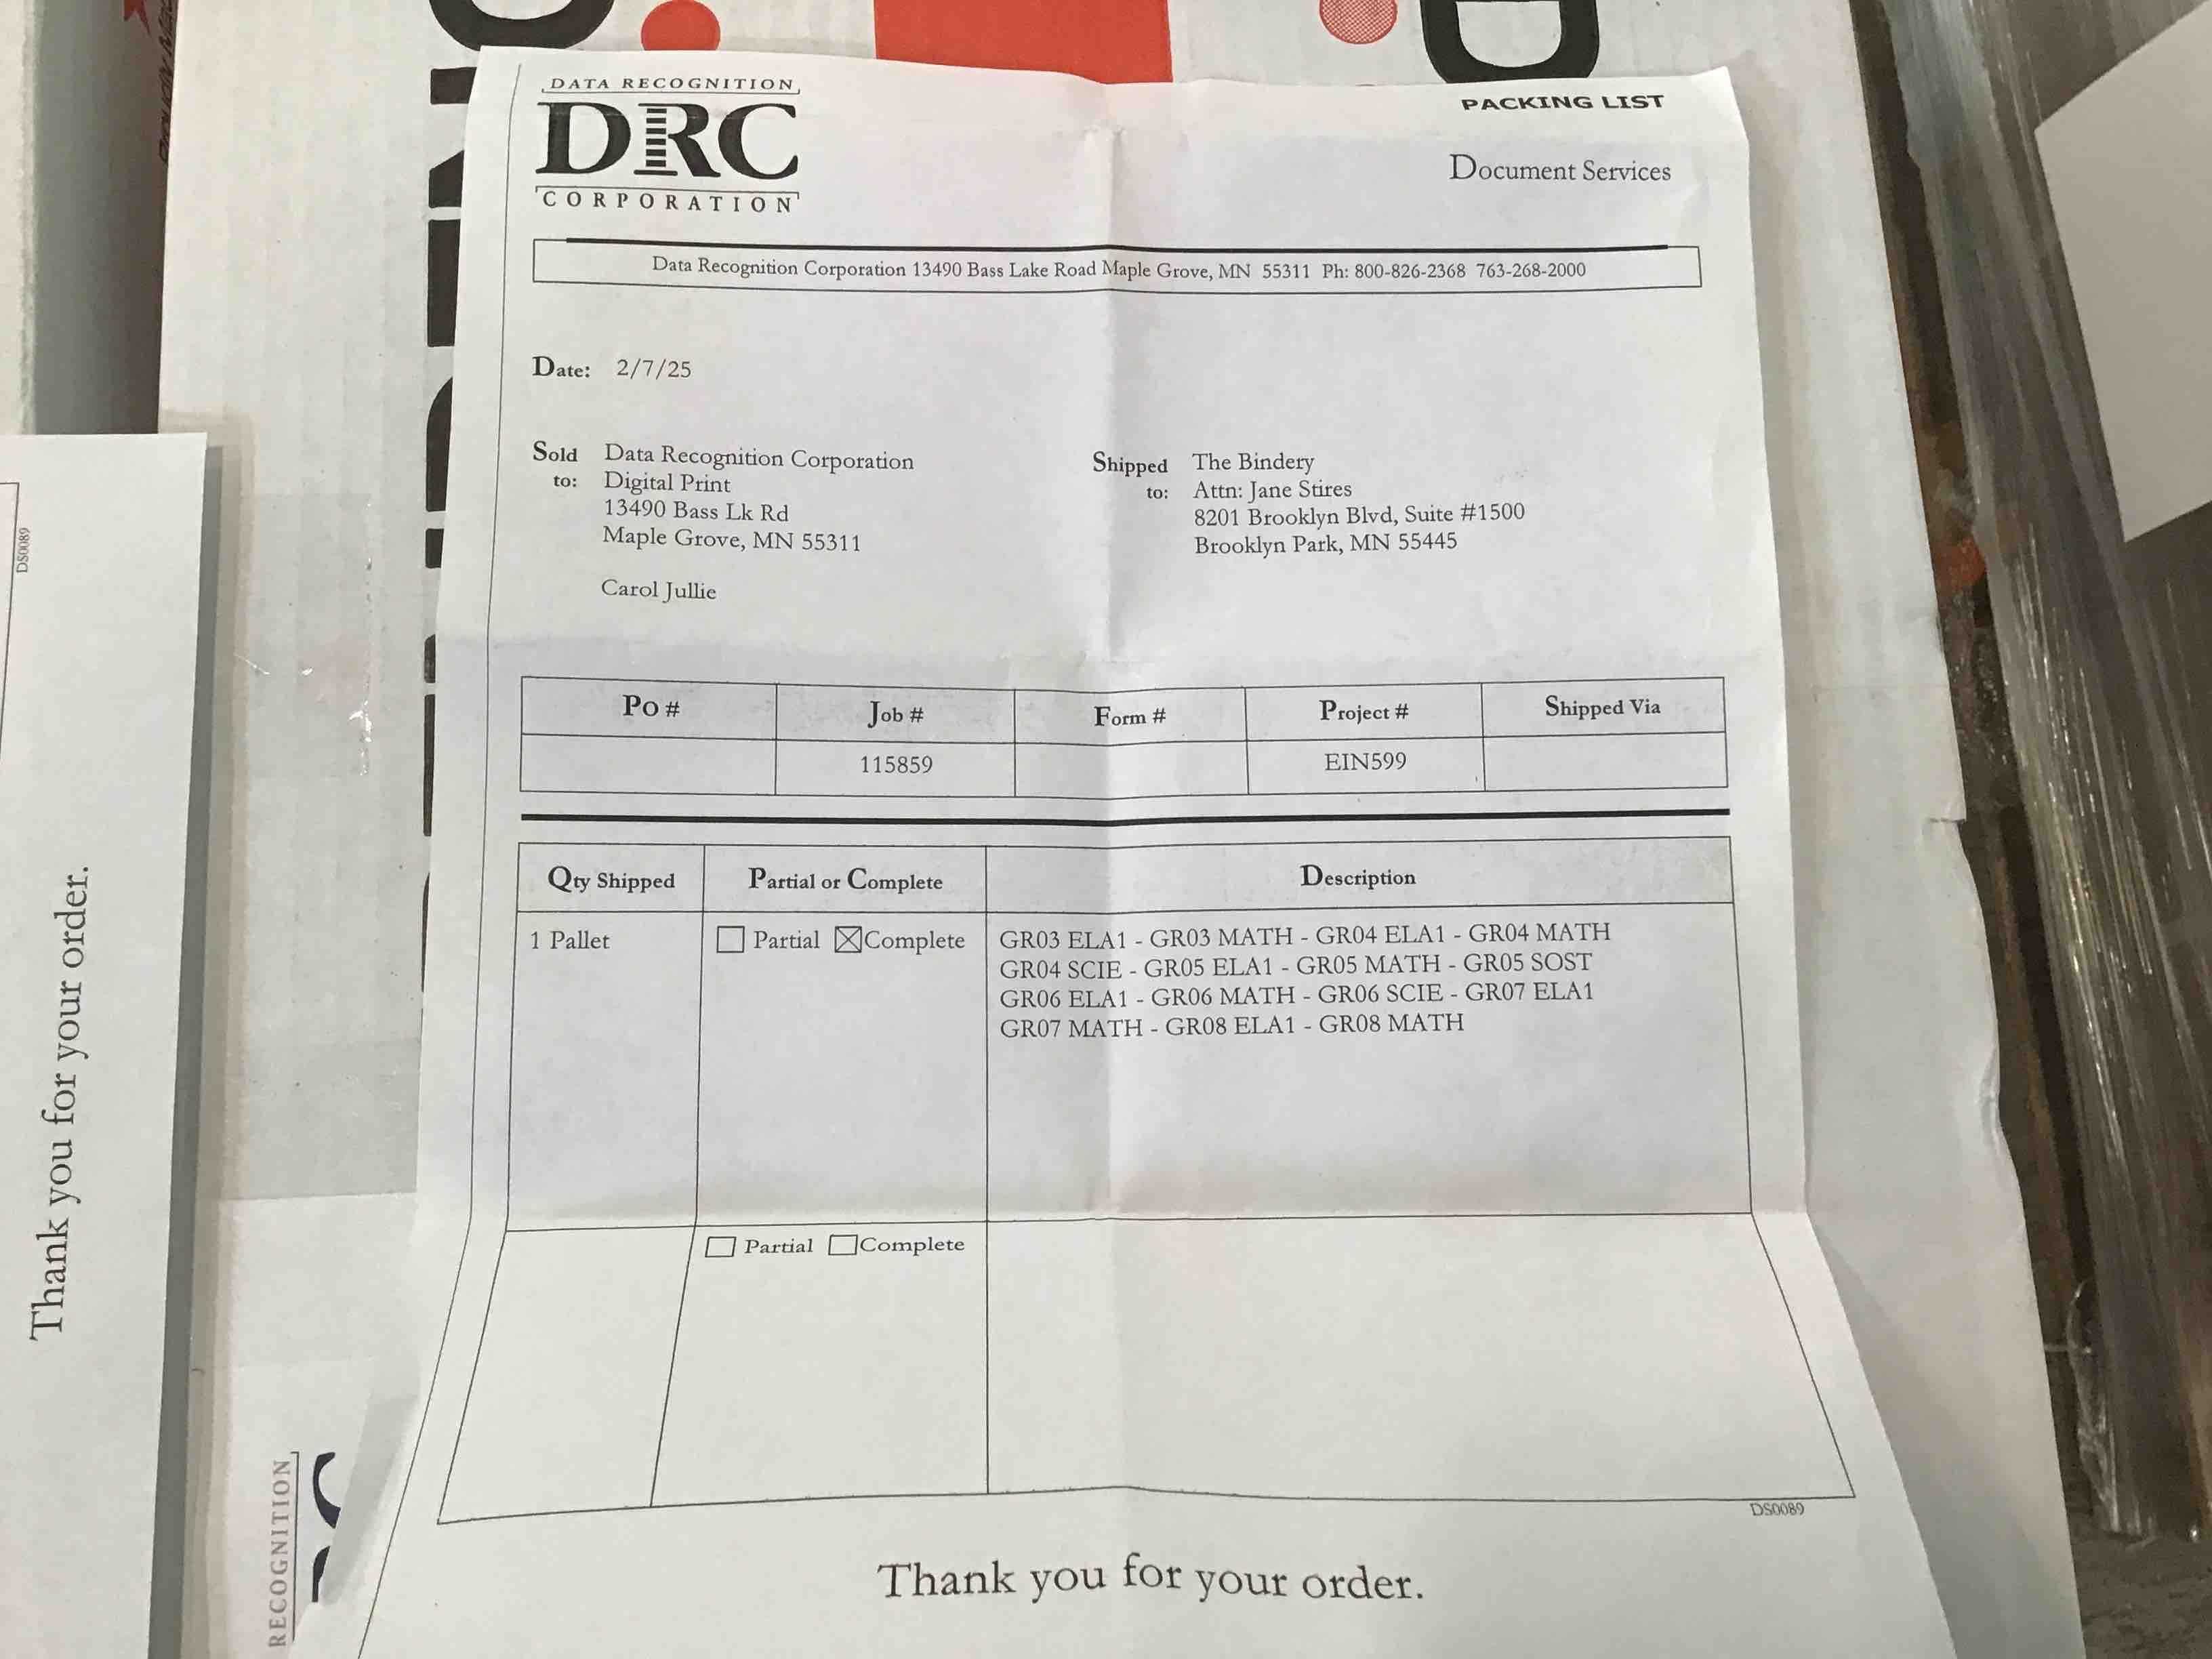 DATA RECOGNITION
DRC
CORPORATION
PACKING LIST
Document Services
Data Recognition Corporation 13490 Bass Lake Road Maple Grove, MN 55311 Ph: 800-826-2368 763-268-2000
Date: 2/7/25
Sold to: Data Recognition Corporation
Digital Print
13490 Bass Lk Rd
Maple Grove, MN 55311
Carol Jullie
Shipped to: The Bindery
Attn: Jane Stires
8201 Brooklyn Blvd, Suite #1500
Brooklyn Park, MN 55445
PO # Job # Form # Project # Shipped Via
115859 EIN599
Qty Shipped Partial or Complete Description
1 Pallet Partial Complete GR03 ELA1 - GR03 MATH - GR04 ELA1 - GR04 MATH
GR04 SCIE - GR05 ELA1 - GR05 MATH - GR05 SOST
GR06 ELA1 - GR06 MATH - GR06 SCIE - GR07 ELA1
GR07 MATH - GR08 ELA1 - GR08 MATH
Partial Complete
DS0089
Thank you for your order.
DS0089
Thank you for your order.
RECOGNITION